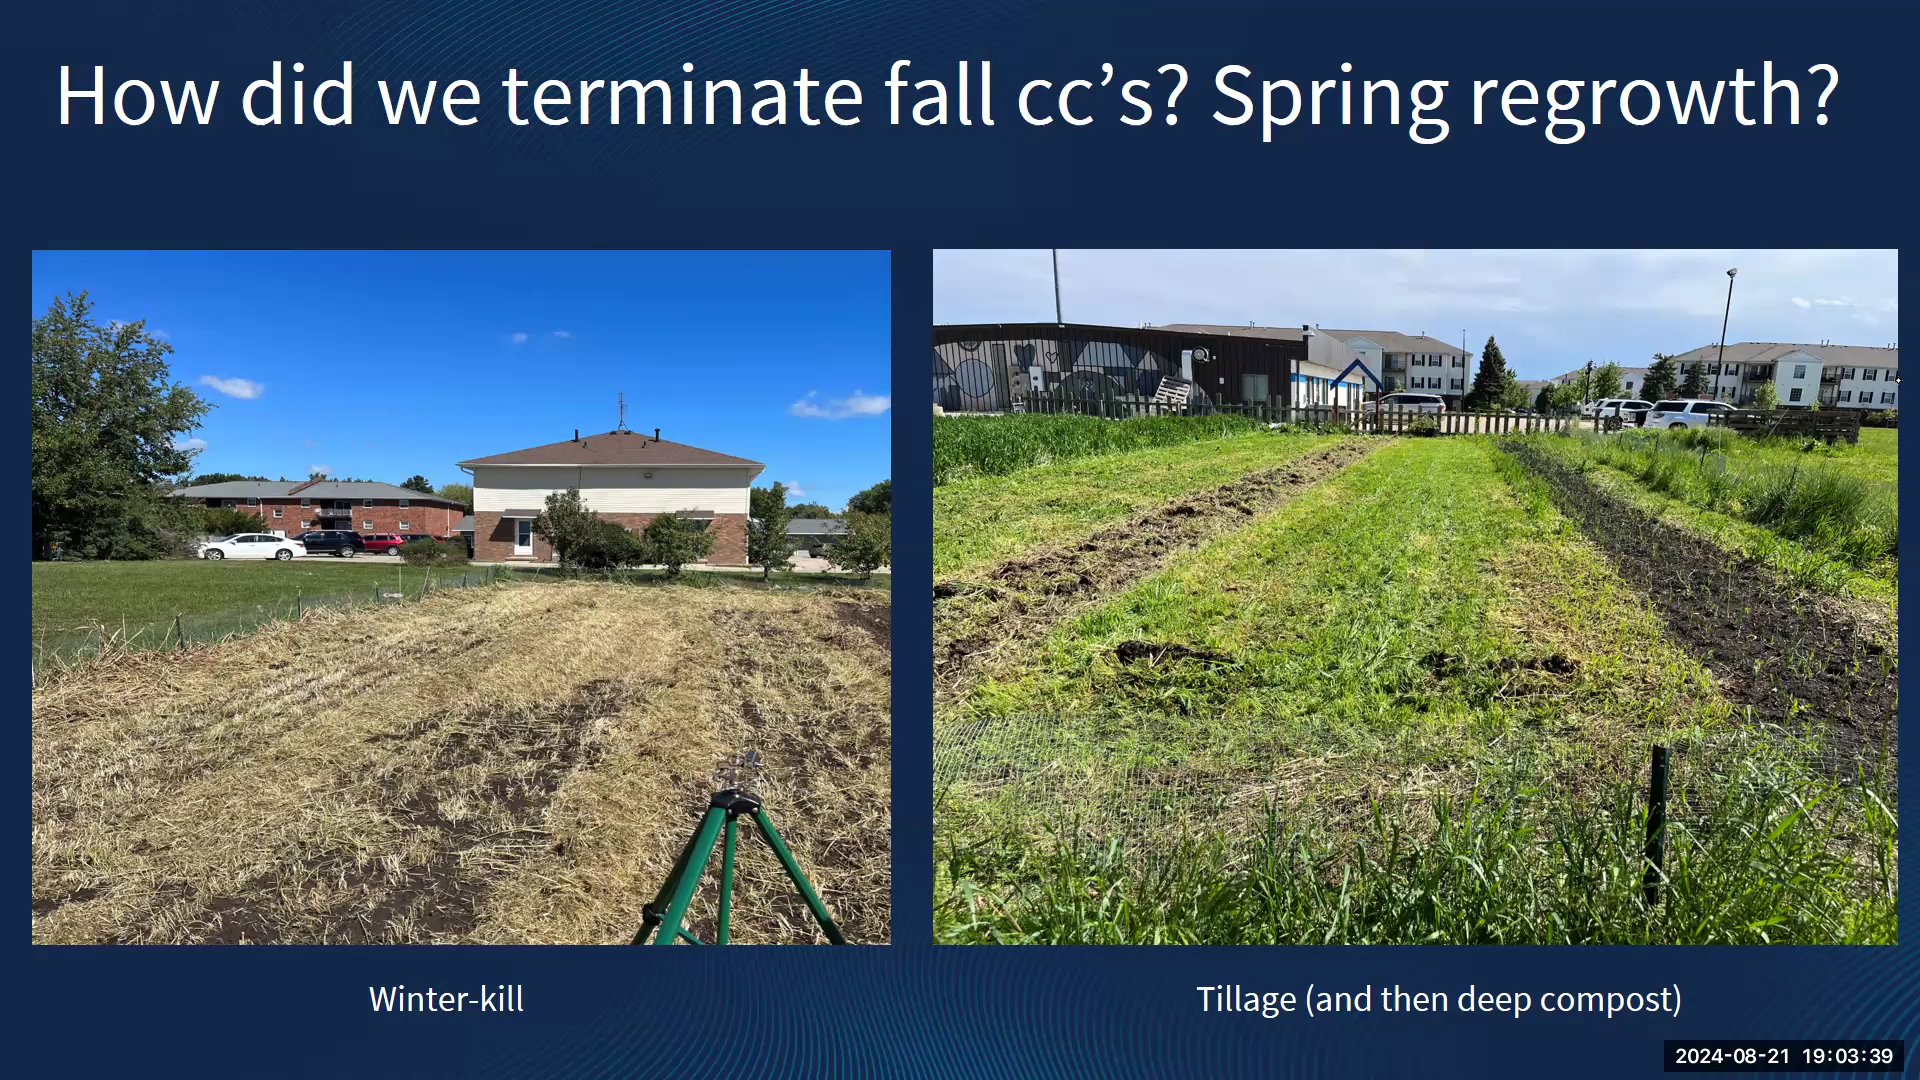 How did we terminate fall cc’s? Spring regrowth?
Winter-kill
Tillage (and then deep compost)
2024-08-21 19:03:39